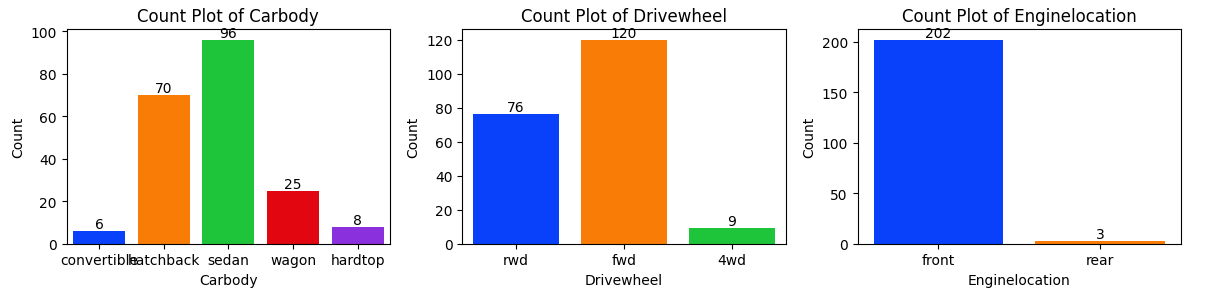 Count Plot of Carbody
Count
100
80
60
40
20
0
6
70
96
25
8
convertible hatchback sedan wagon hardtop
Carbody
Count Plot of Drivewheel
Count
120
100
80
60
40
20
0
76
120
9
rwd fwd 4wd
Drivewheel
Count Plot of Enginelocation
Count
200
150
100
50
0
202
3
front rear
Enginelocation